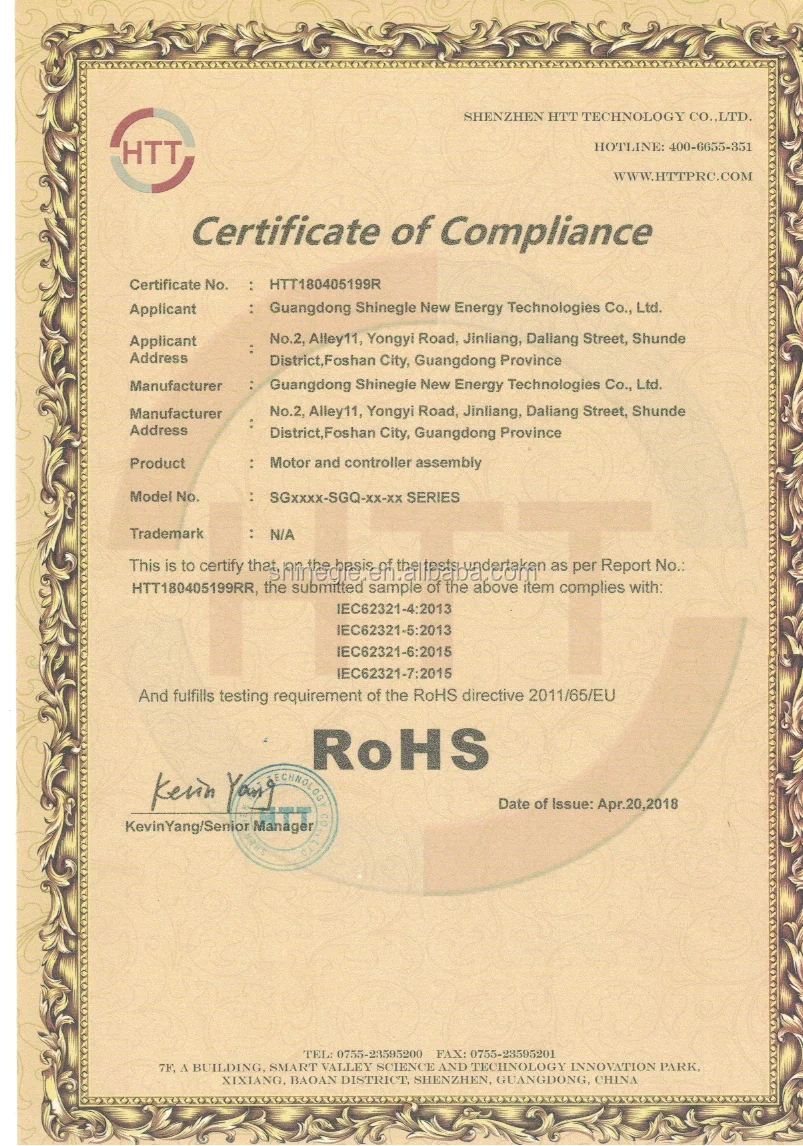 HTT
SHENZHEN HTT TECHNOLOGY CO.,LTD.
HOTLINE: 400-6655-351
WWW.HTTPRC.COM
Certificate of Compliance
Certificate No. : HTT180405199R
Applicant : Guangdong Shinegle New Energy Technologies Co., Ltd.
Applicant Address : No.2, Alley11, Yongyi Road, Jinliang, Daliang Street, Shunde
District,Foshan City, Guangdong Province
Manufacturer : Guangdong Shinegle New Energy Technologies Co., Ltd.
Manufacturer Address : No.2, Alley11, Yongyi Road, Jinliang, Daliang Street, Shunde
District,Foshan City, Guangdong Province
Product : Motor and controller assembly
Model No. : SGxxxx-SGQ-xx-xx SERIES
Trademark : N/A
This is to certify that, on the basis of the tests undertaken as per Report No.:
shinegle.en.alibaba.com
HTT180405199RR, the submitted sample of the above item complies with:
IEC62321-4:2013
IEC62321-5:2013
IEC62321-6:2015
IEC62321-7:2015
And fulfills testing requirement of the RoHS directive 2011/65/EU
RoHS
Kevin Yang
HTT
KevinYang/Senior Manager
Date of Issue: Apr.20,2018
TEL: 0755-23595200 FAX: 0755-23595201
7F, A BUILDING, SMART VALLEY SCIENCE AND TECHNOLOGY INNOVATION PARK,
XIXIANG, BAOAN DISTRICT, SHENZHEN, GUANGDONG, CHINA